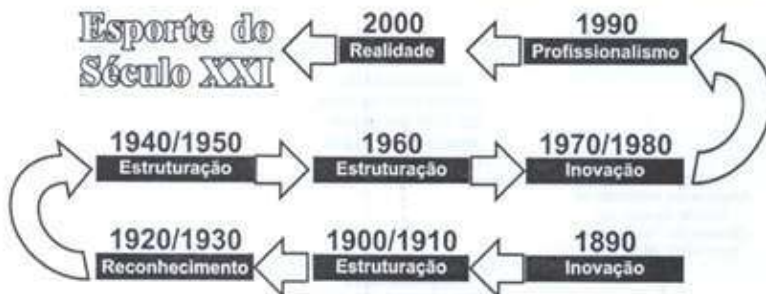 Esporte do
Século XXI
2000
Realidade
1990
Profissionalismo
1940/1950
Estruturação
1960
Estruturação
1970/1980
Inovação
1920/1930
Reconhecimento
1900/1910
Estruturação
1890
Inovação